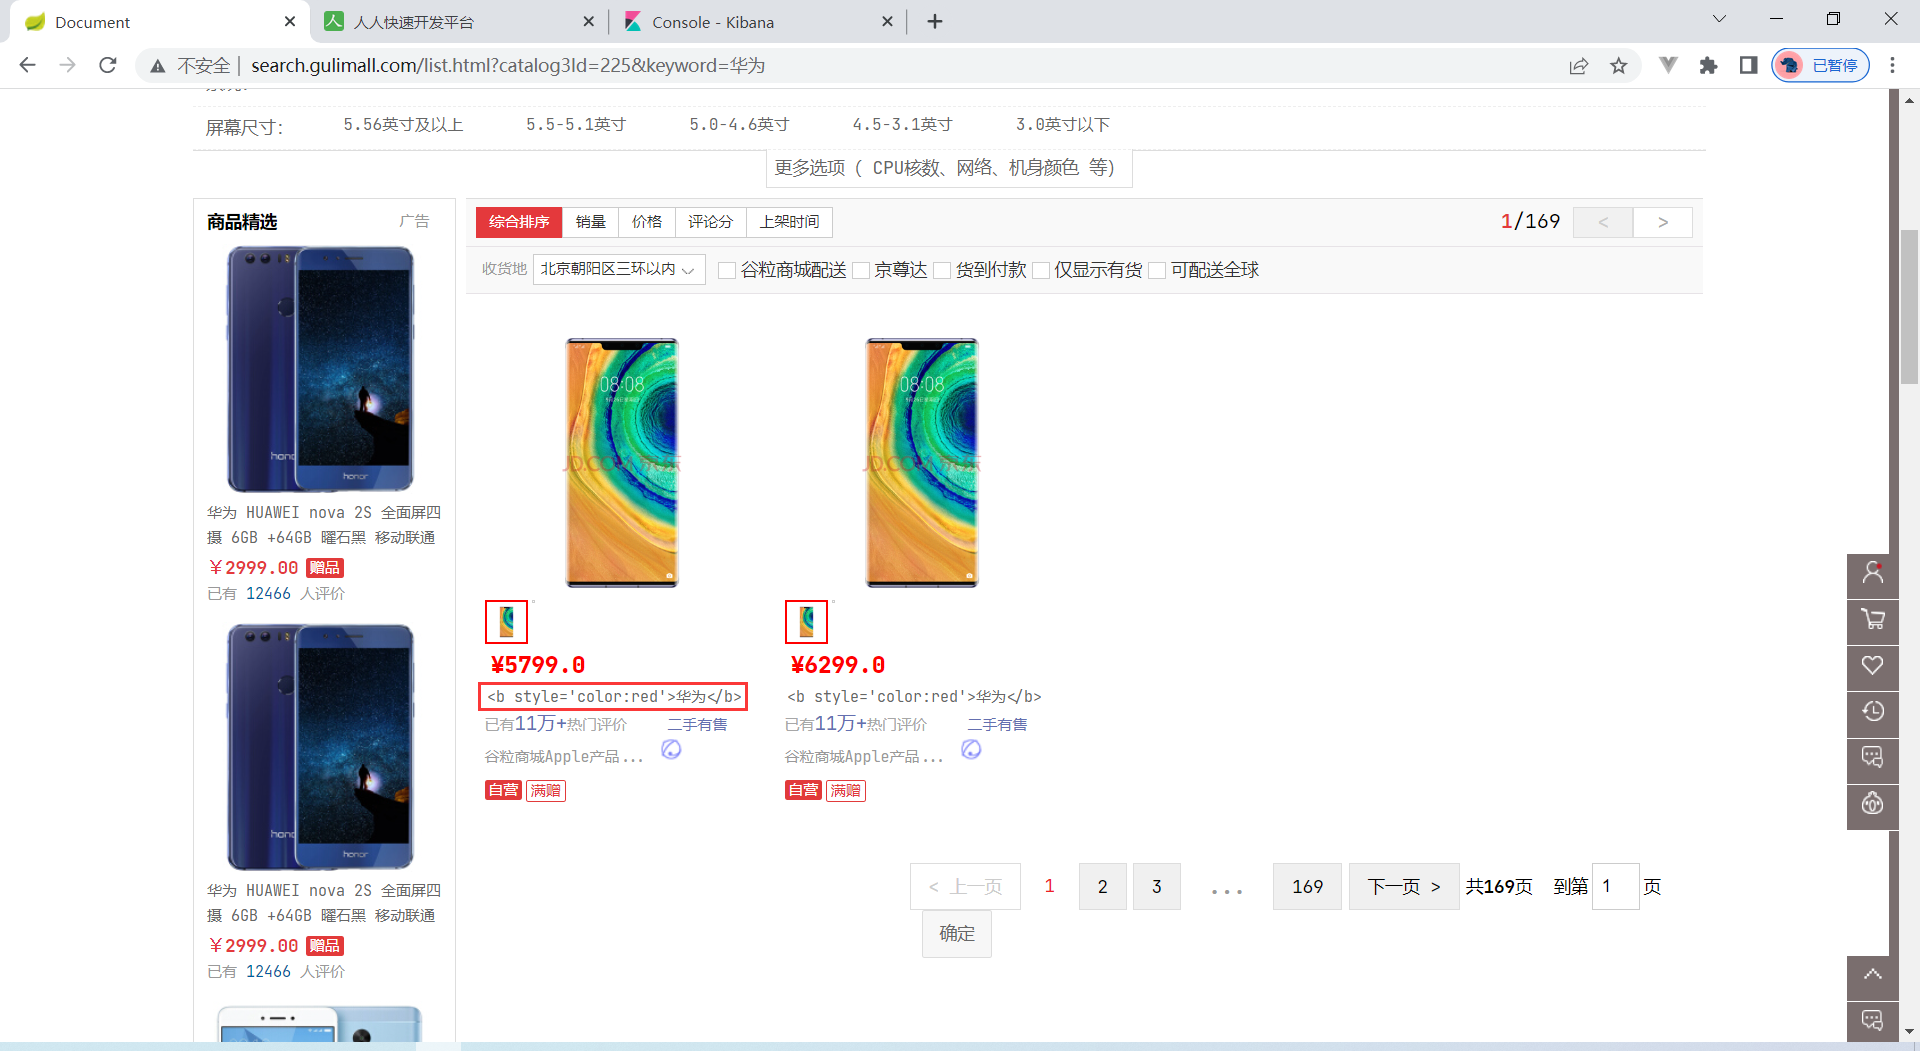 Document
人人快速开发平台
Console - Kibana
不安全 | search.gulimall.com/list.html?catalog3Id=225&keyword=华为
已暂停
屏幕尺寸：
5.56英寸及以上
5.5-5.1英寸
5.0-4.6英寸
4.5-3.1英寸
3.0英寸以下
更多选项（ CPU核数、网络、机身颜色 等）
商品精选
广告
综合排序
销量
价格
评论分
上架时间
1/169
<
>
收货地
北京朝阳区三环以内
谷粒商城配送
京尊达
货到付款
仅显示有货
可配送全球
honor
honor
华为 HUAWEI nova 2S 全面屏四
摄 6GB +64GB 曜石黑 移动联通
￥2999.00 赠品
已有 12466 人评价
08:08
JD.COM 京东
¥5799.0
<b style='color:red'>华为</b>
已有11万+热门评价
二手有售
谷粒商城Apple产品...
自营
满赠
08:08
JD.COM 京东
¥6299.0
<b style='color:red'>华为</b>
已有11万+热门评价
二手有售
谷粒商城Apple产品...
自营
满赠
honor
honor
华为 HUAWEI nova 2S 全面屏四
摄 6GB +64GB 曜石黑 移动联通
￥2999.00 赠品
已有 12466 人评价
< 上一页
1
2
3
...
169
下一页 >
共169页
到第
1
页
确定